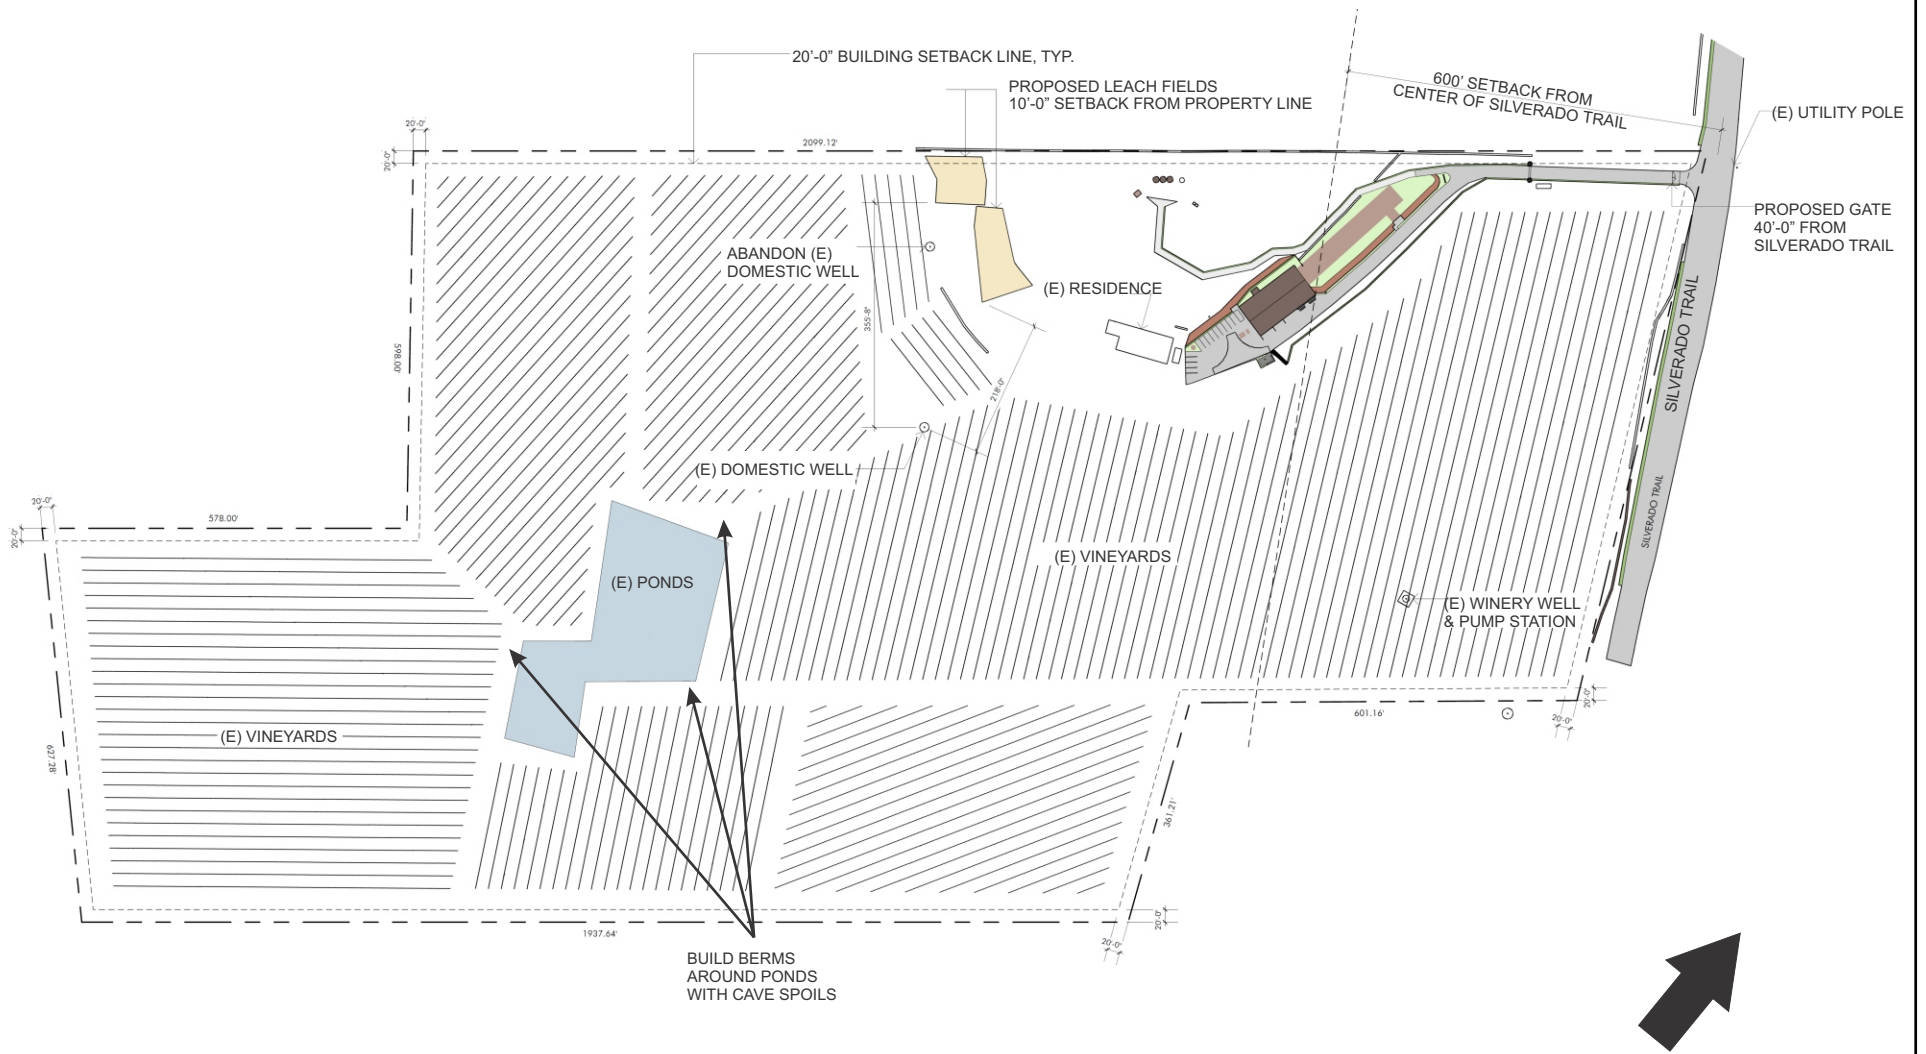 20'-0" BUILDING SETBACK LINE, TYP.
PROPOSED LEACH FIELDS
10'-0" SETBACK FROM PROPERTY LINE
600' SETBACK FROM
CENTER OF SILVERADO TRAIL
(E) UTILITY POLE
20'-0"
20'-0"
2099.12'
PROPOSED GATE
40'-0" FROM
SILVERADO TRAIL
ABANDON (E)
DOMESTIC WELL
(E) RESIDENCE
355'-8"
598.00'
218'-0"
SILVERADO TRAIL
(E) DOMESTIC WELL
20'-0"
20'-0"
578.00'
SILVERADO TRAIL
(E) PONDS
(E) VINEYARDS
(E) WINERY WELL
& PUMP STATION
(E) VINEYARDS
627.28'
601.16'
20'-0"
20'-0"
361.21'
1937.64'
20'-0"
20'-0"
BUILD BERMS
AROUND PONDS
WITH CAVE SPOILS